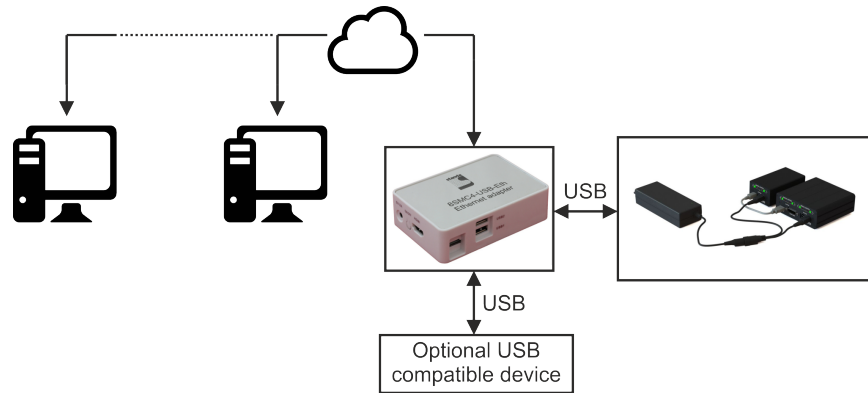 8SMC4-USB-Eth
Ethernet adapter
USB
USB
Optional USB
compatible device